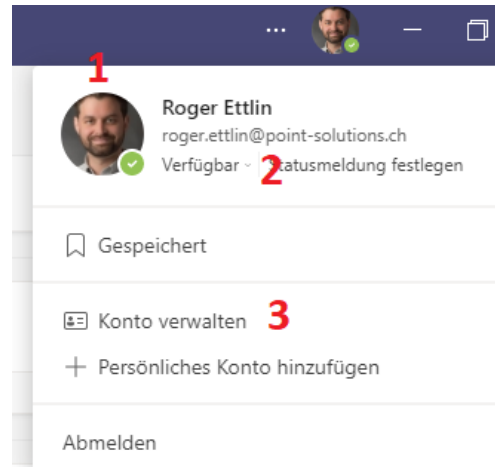 ...
1
Roger Ettlin
roger.ettlin@point-solutions.ch
Verfügbar 2 Statusmeldung festlegen
Gespeichert
Konto verwalten 3
Persönliches Konto hinzufügen
Abmelden